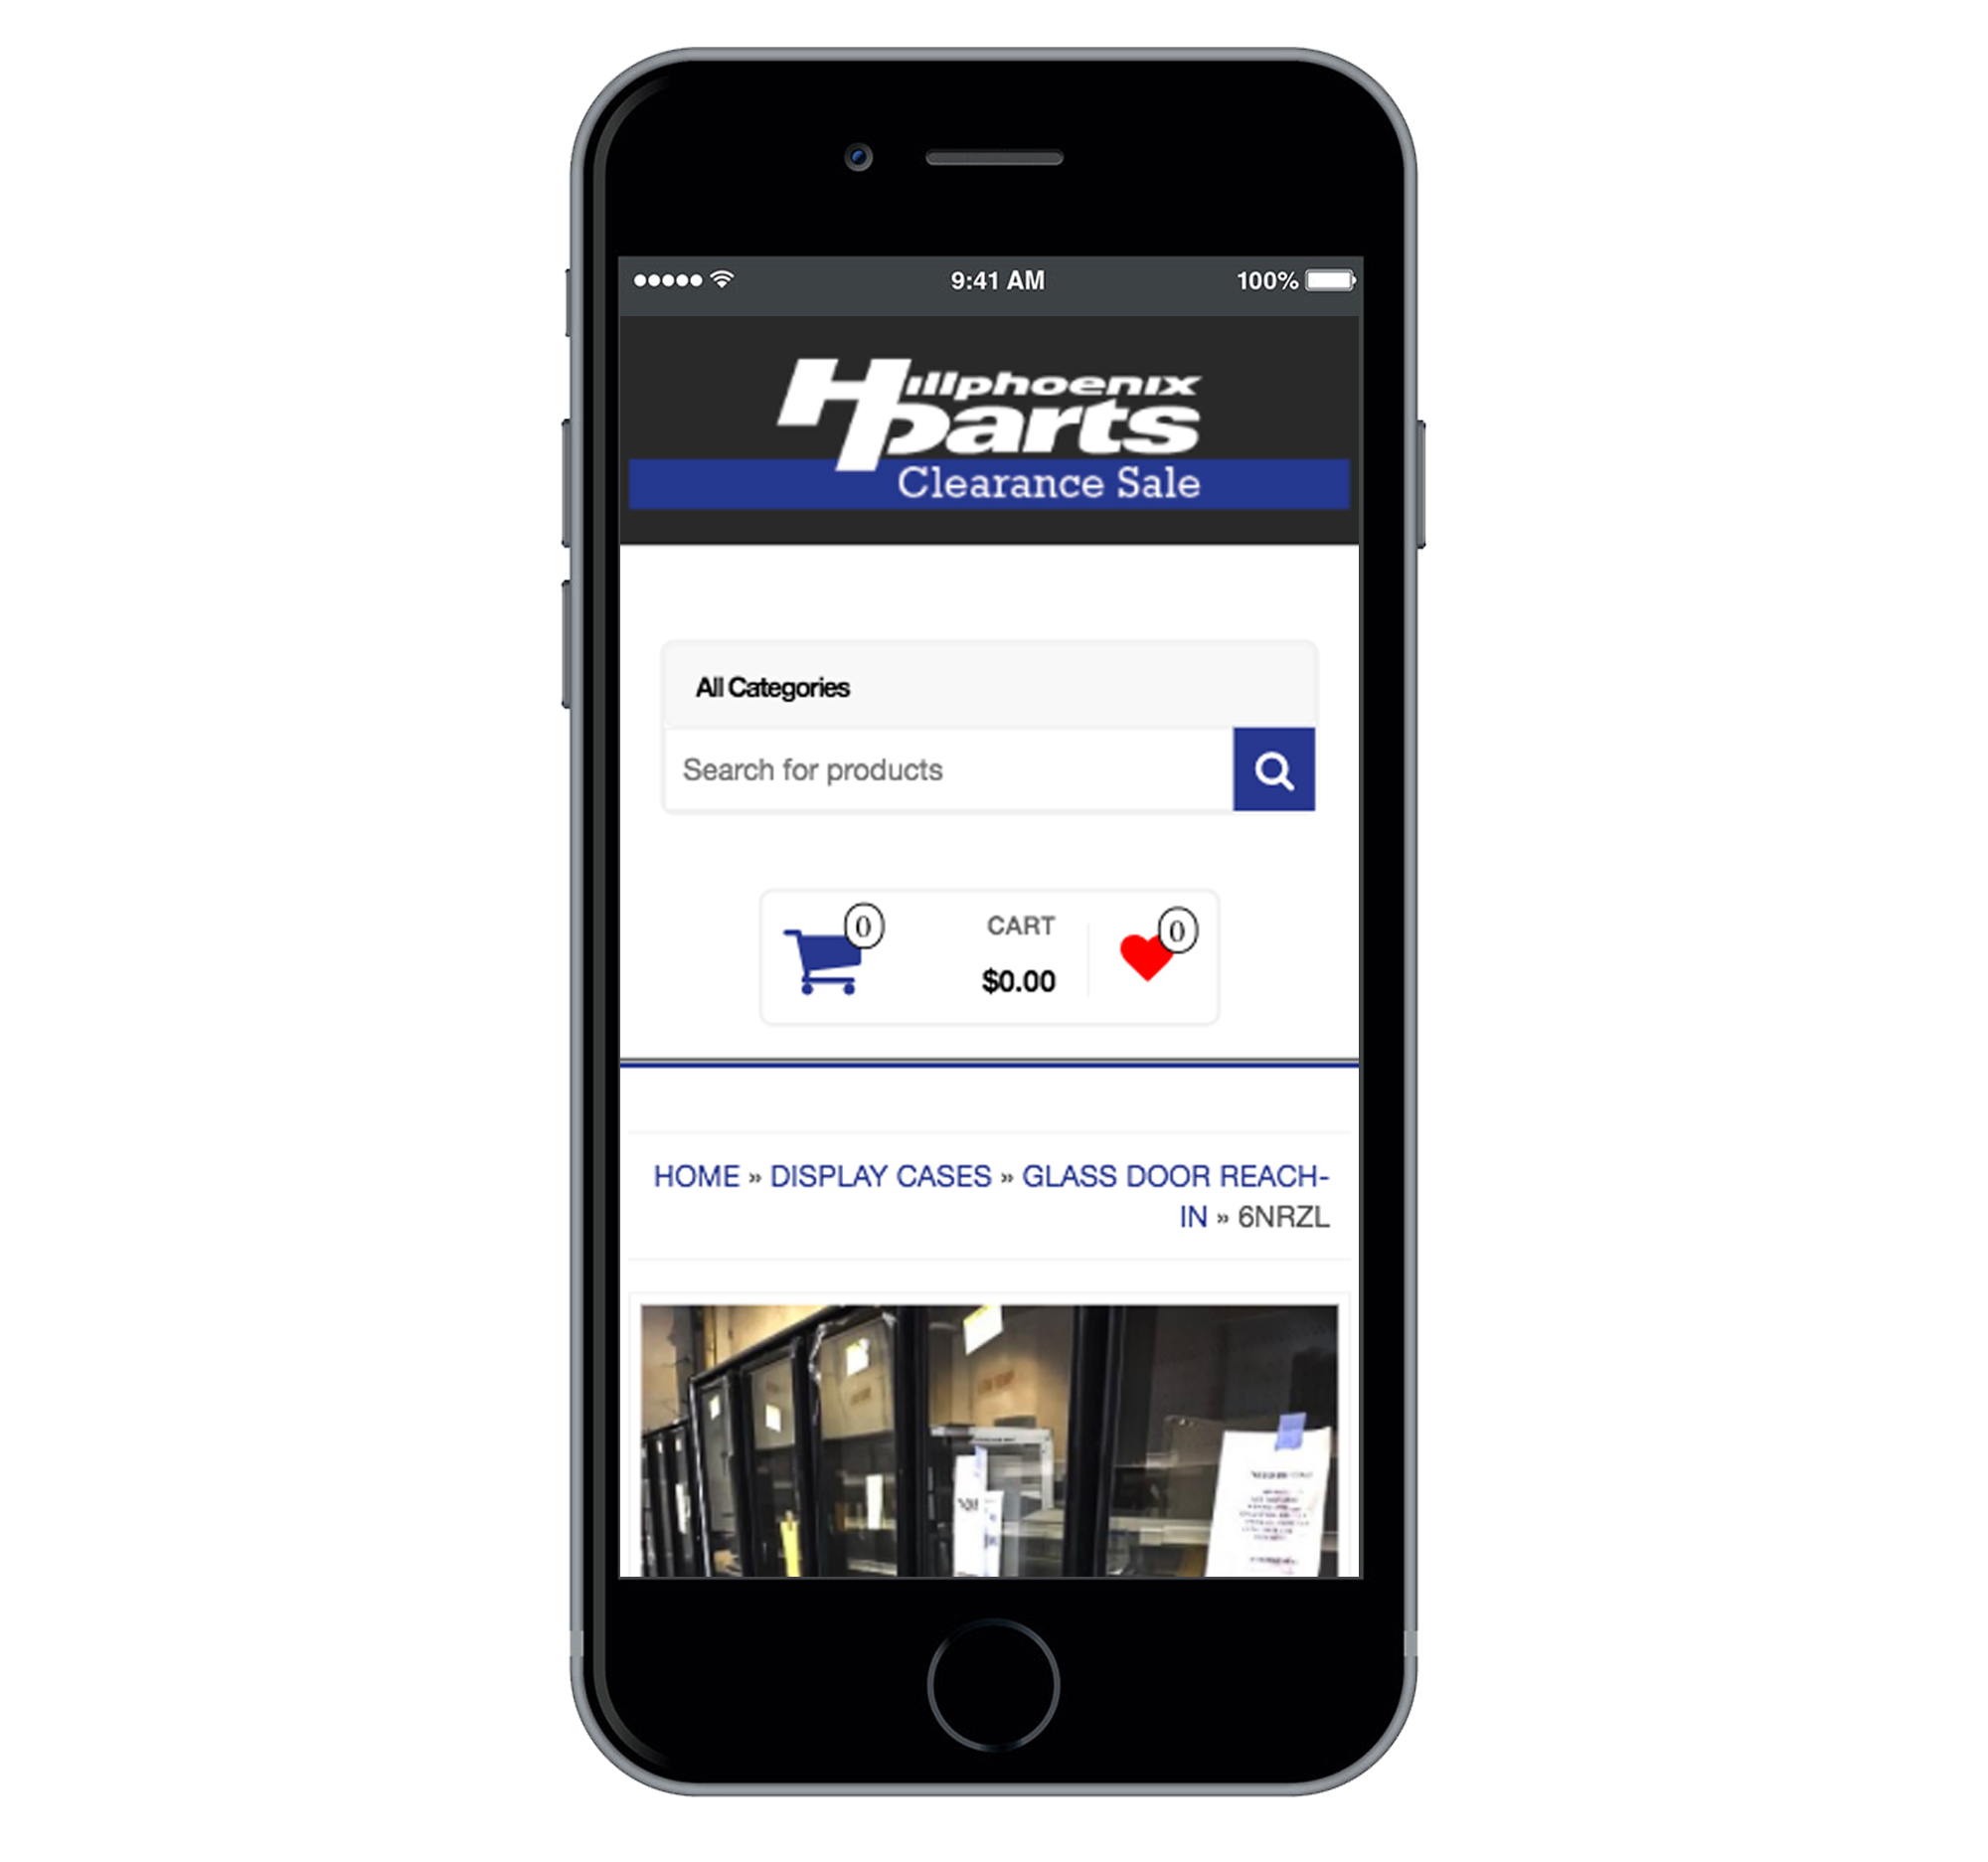 9:41 AM
100%
Hillphoenix
parts
Clearance Sale
All Categories
Search for products
0
CART
0
$0.00
HOME » DISPLAY CASES » GLASS DOOR REACH-
IN » 6NRZL